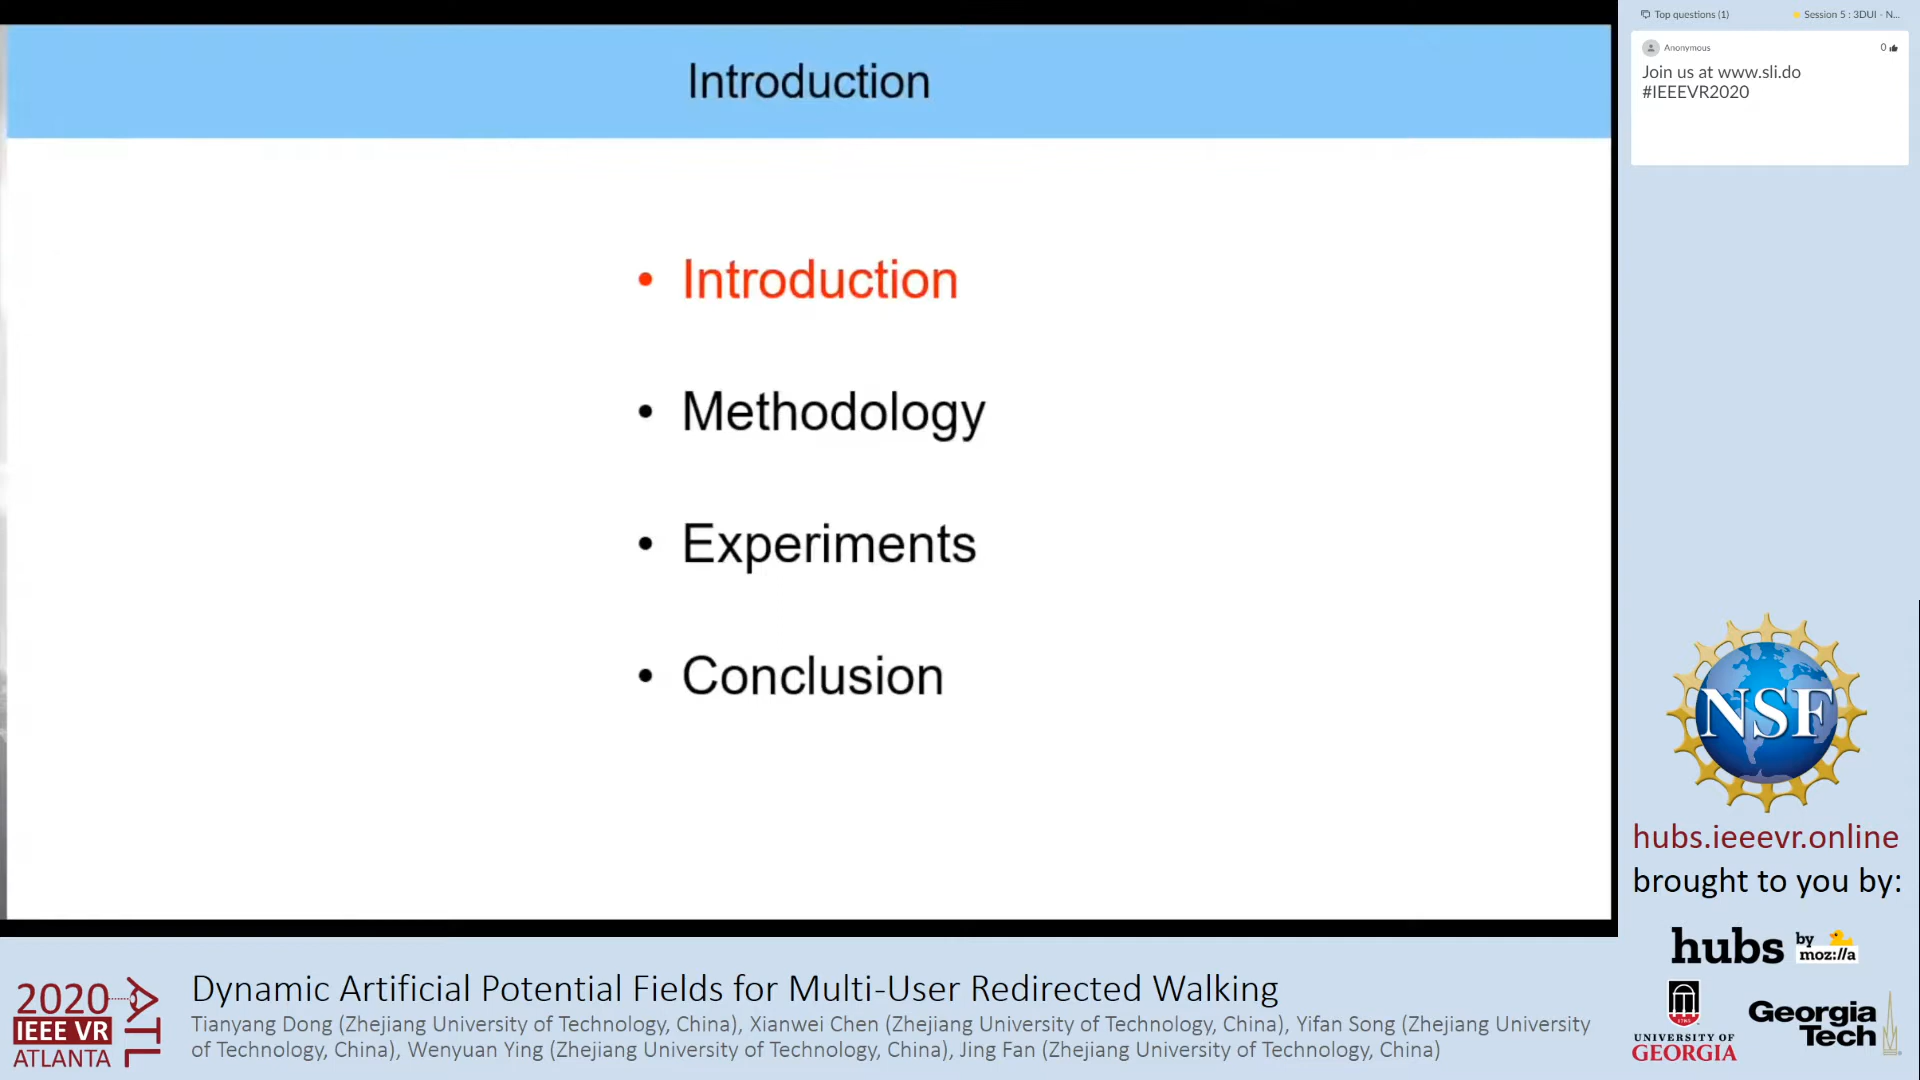 Introduction
• Introduction
• Methodology
• Experiments
• Conclusion
Top questions (1)
Session 5 : 3DUI - N...
Anonymous
0
Join us at www.sli.do
#IEEEVR2020
NSF
hubs.ieeevr.online
brought to you by:
hubs by moz://a
UNIVERSITY OF
GEORGIA
Georgia
Tech
2020
IEEE VR
ATLANTA
ATL
Dynamic Artificial Potential Fields for Multi-User Redirected Walking
Tianyang Dong (Zhejiang University of Technology, China), Xianwei Chen (Zhejiang University of Technology, China), Yifan Song (Zhejiang University
of Technology, China), Wenyuan Ying (Zhejiang University of Technology, China), Jing Fan (Zhejiang University of Technology, China)